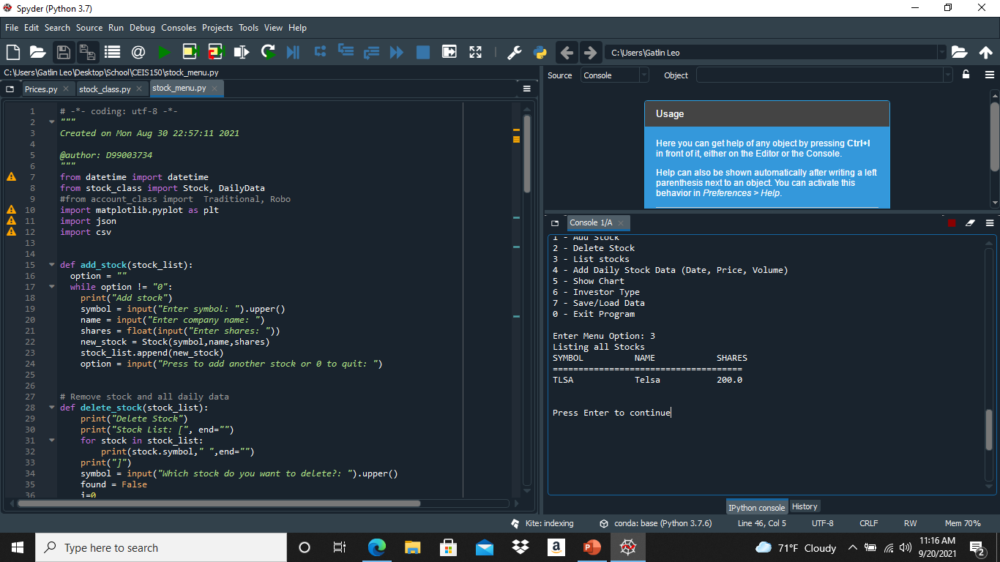 Spyder (Python 3.7)
File Edit Search Source Run Debug Consoles Projects Tools View Help
C:\Users\Gatlin Leo
C:\Users\Gatlin Leo\Desktop\School\CEIS150\stock_menu.py
Prices.py
stock_class.py
stock_menu.py
1 # -*- coding: utf-8 -*-
2 """
3 Created on Mon Aug 30 22:57:11 2021
4
5 @author: D99003734
6 """
7 from datetime import datetime
8 from stock_class import Stock, DailyData
9 #from account_class import  Traditional, Robo
10 import matplotlib.pyplot as plt
11 import json
12 import csv
13
14
15 def add_stock(stock_list):
16   option = ""
17   while option != "0":
18     print("Add stock")
19     symbol = input("Enter symbol: ").upper()
20     name = input("Enter company name: ")
21     shares = float(input("Enter shares: "))
22     new_stock = Stock(symbol,name,shares)
23     stock_list.append(new_stock)
24     option = input("Press to add another stock or 0 to quit: ")
25
26
27 # Remove stock and all daily data
28 def delete_stock(stock_list):
29     print("Delete Stock")
30     print("Stock List: [", end="")
31     for stock in stock_list:
32         print(stock.symbol," ",end="")
33     print("]")
34     symbol = input("Which stock do you want to delete?: ").upper()
35     found = False
36     i=0
Source Console Object
Usage
Here you can get help of any object by pressing Ctrl+I
in front of it, either on the Editor or the Console.
Help can also be shown automatically after writing a left
parenthesis next to an object. You can activate this
behavior in Preferences > Help.
Console 1/A
1 - Add Stock
2 - Delete Stock
3 - List stocks
4 - Add Daily Stock Data (Date, Price, Volume)
5 - Show Chart
6 - Investor Type
7 - Save/Load Data
0 - Exit Program
Enter Menu Option: 3
Listing all Stocks
SYMBOL NAME SHARES
=====================================
TLSA Telsa 200.0
Press Enter to continue
IPython console History
Kite: indexing conda: base (Python 3.7.6) Line 46, Col 5 UTF-8 CRLF RW Mem 70%
Type here to search
71°F Cloudy
11:16 AM
9/20/2021
2